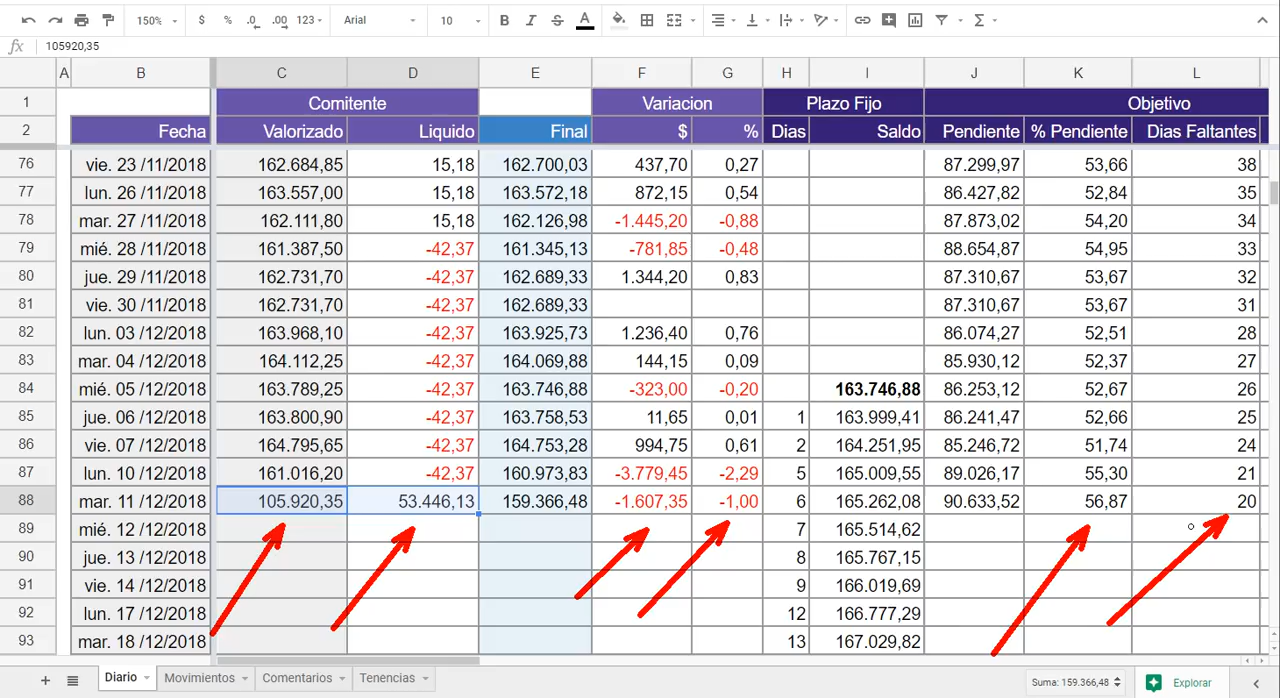 150% $ % .0 .00 123 Arial 10 B I S A
fx 105920,35
A B C D E F G H I J K L
1 Comitente Variacion Plazo Fijo Objetivo
2 Fecha Valorizado Liquido Final $ % Dias Saldo Pendiente % Pendiente Dias Faltantes
76 vie. 23 /11/2018 162.684,85 15,18 162.700,03 437,70 0,27 87.299,97 53,66 38
77 lun. 26 /11/2018 163.557,00 15,18 163.572,18 872,15 0,54 86.427,82 52,84 35
78 mar. 27 /11/2018 162.111,80 15,18 162.126,98 -1.445,20 -0,88 87.873,02 54,20 34
79 mié. 28 /11/2018 161.387,50 -42,37 161.345,13 -781,85 -0,48 88.654,87 54,95 33
80 jue. 29 /11/2018 162.731,70 -42,37 162.689,33 1.344,20 0,83 87.310,67 53,67 32
81 vie. 30 /11/2018 162.731,70 -42,37 162.689,33 87.310,67 53,67 31
82 lun. 03 /12/2018 163.968,10 -42,37 163.925,73 1.236,40 0,76 86.074,27 52,51 28
83 mar. 04 /12/2018 164.112,25 -42,37 164.069,88 144,15 0,09 85.930,12 52,37 27
84 mié. 05 /12/2018 163.789,25 -42,37 163.746,88 -323,00 -0,20 163.746,88 86.253,12 52,67 26
85 jue. 06 /12/2018 163.800,90 -42,37 163.758,53 11,65 0,01 1 163.999,41 86.241,47 52,66 25
86 vie. 07 /12/2018 164.795,65 -42,37 164.753,28 994,75 0,61 2 164.251,95 85.246,72 51,74 24
87 lun. 10 /12/2018 161.016,20 -42,37 160.973,83 -3.779,45 -2,29 5 165.009,55 89.026,17 55,30 21
88 mar. 11 /12/2018 105.920,35 53.446,13 159.366,48 -1.607,35 -1,00 6 165.262,08 90.633,52 56,87 20
89 mié. 12 /12/2018 7 165.514,62
90 jue. 13 /12/2018 8 165.767,15
91 vie. 14 /12/2018 9 166.019,69
92 lun. 17 /12/2018 12 166.777,29
93 mar. 18 /12/2018 13 167.029,82
Diario Movimientos Comentarios Tenencias Suma: 159.366,48 Explorar